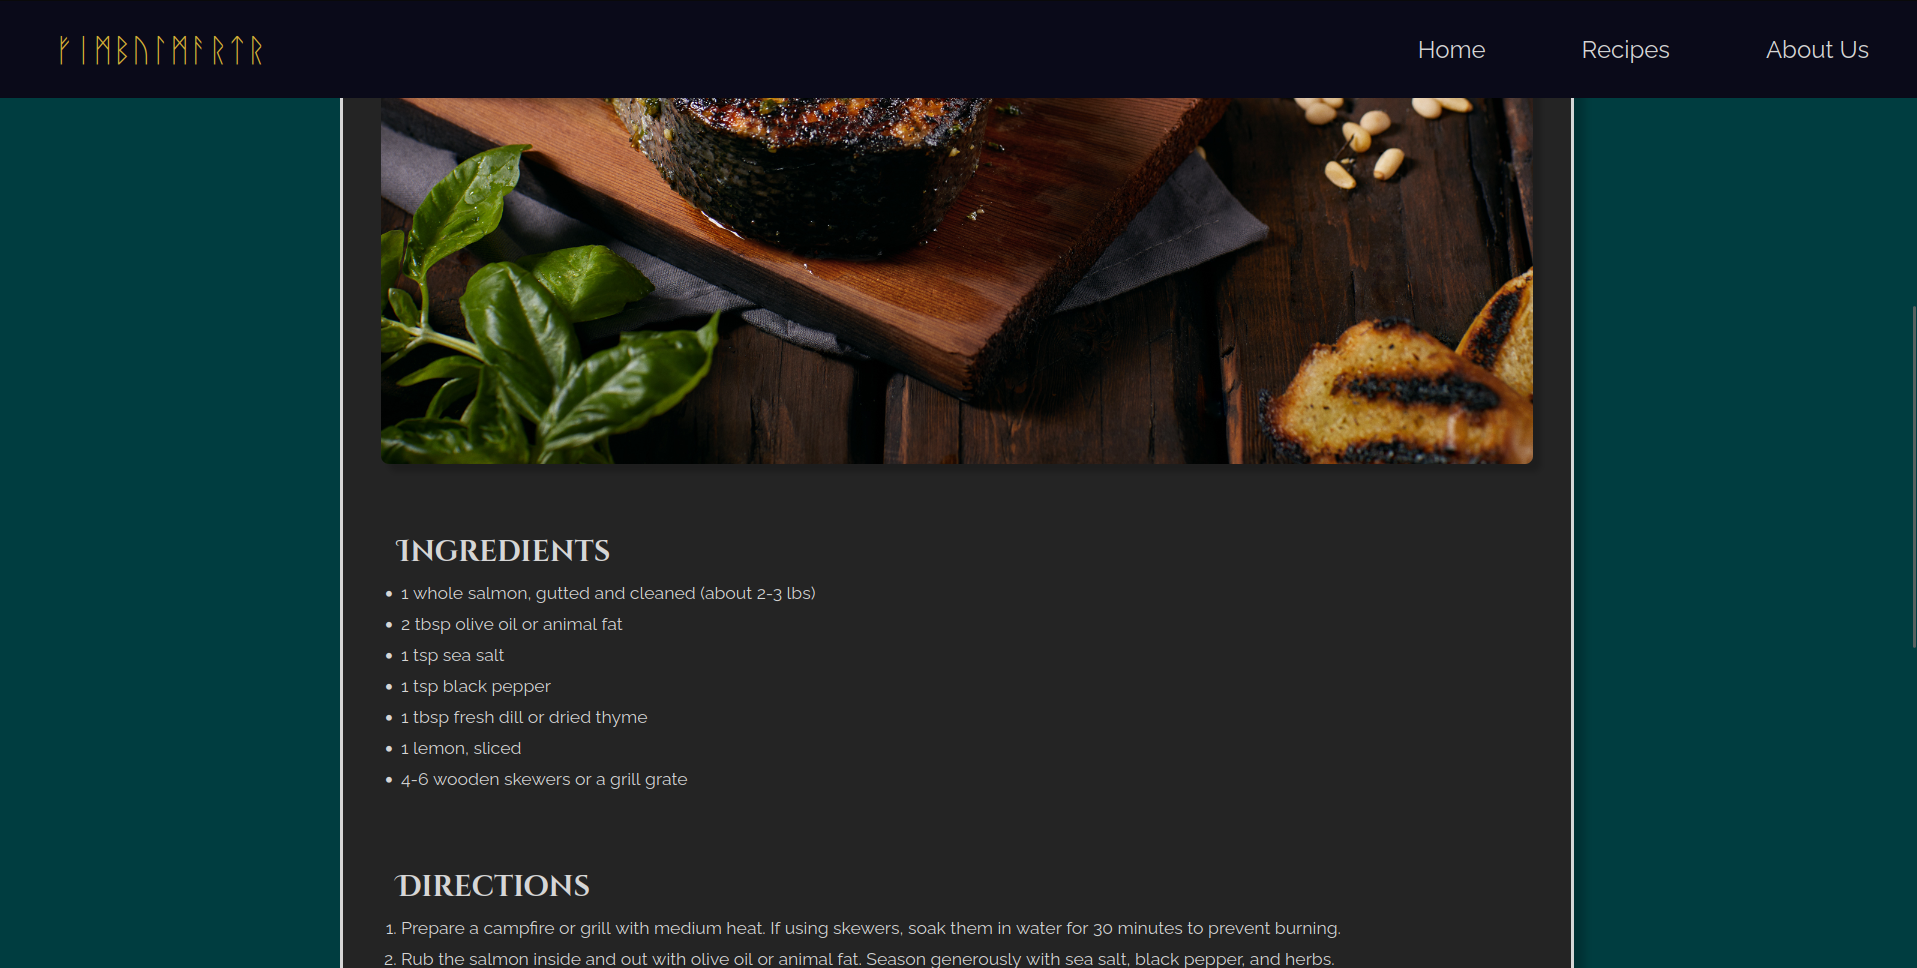 ᚠᛁᛗᛒᚢᛚᛗᚨᚱᛏᚱ
Home
Recipes
About Us
Ingredients
• 1 whole salmon, gutted and cleaned (about 2-3 lbs)
• 2 tbsp olive oil or animal fat
• 1 tsp sea salt
• 1 tsp black pepper
• 1 tbsp fresh dill or dried thyme
• 1 lemon, sliced
• 4-6 wooden skewers or a grill grate
Directions
1. Prepare a campfire or grill with medium heat. If using skewers, soak them in water for 30 minutes to prevent burning.
2. Rub the salmon inside and out with olive oil or animal fat. Season generously with sea salt, black pepper, and herbs.